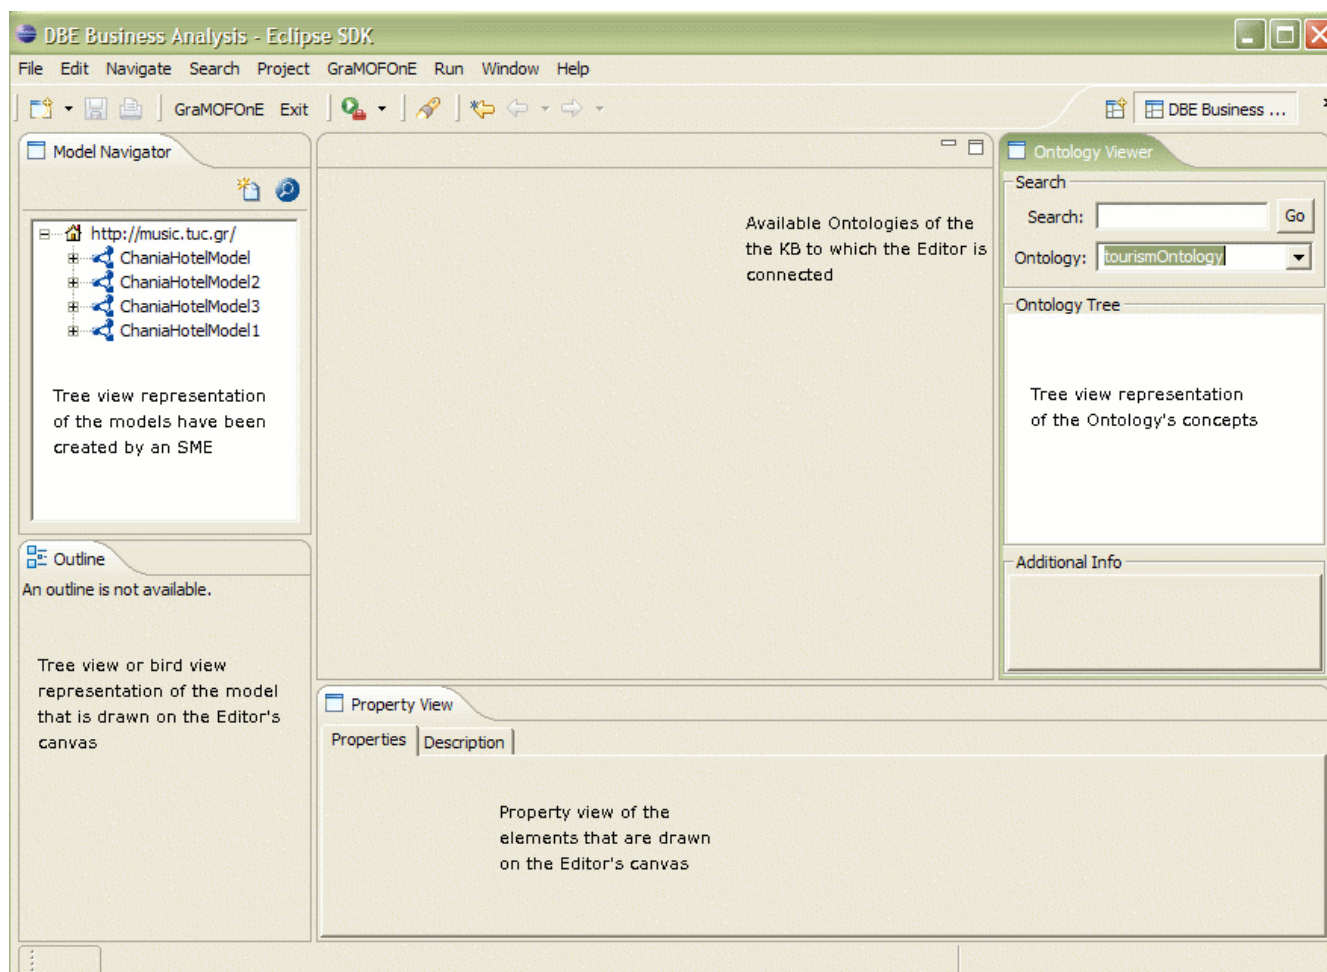 DBE Business Analysis - Eclipse SDK
File Edit Navigate Search Project GraMOFOnE Run Window Help
GraMOFOnE Exit
DBE Business ...
Model Navigator
http://music.tuc.gr/
ChaniaHotelModel
ChaniaHotelModel2
ChaniaHotelModel3
ChaniaHotelModel1
Tree view representation
of the models have been
created by an SME
Outline
An outline is not available.
Tree view or bird view
representation of the model
that is drawn on the Editor's
canvas
Available Ontologies of the
the KB to which the Editor is
connected
Ontology Viewer
Search
Search:
Go
Ontology: tourismOntology
Ontology Tree
Tree view representation
of the Ontology's concepts
Additional Info
Property View
Properties Description
Property view of the
elements that are drawn
on the Editor's canvas